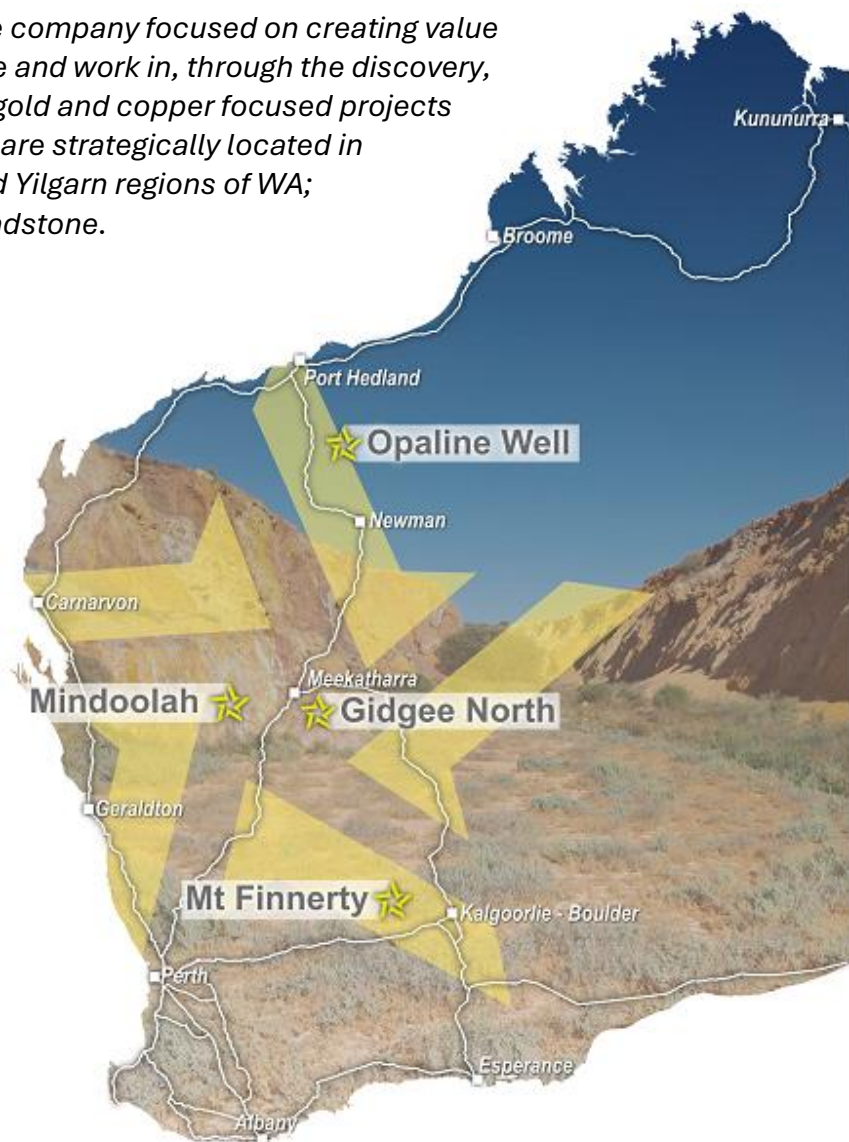 e company focused on creating value
e and work in, through the discovery,
gold and copper focused projects
are strategically located in
d Yilgarn regions of WA;
ndstone.
Kununurra
Broome
Port Hedland
Opaline Well
Newman
Carnarvon
Meekatharra
Mindoolah
Gidgee North
Geraldton
Mt Finnerty
Kalgoorlie - Boulder
Perth
Esperance
Albany